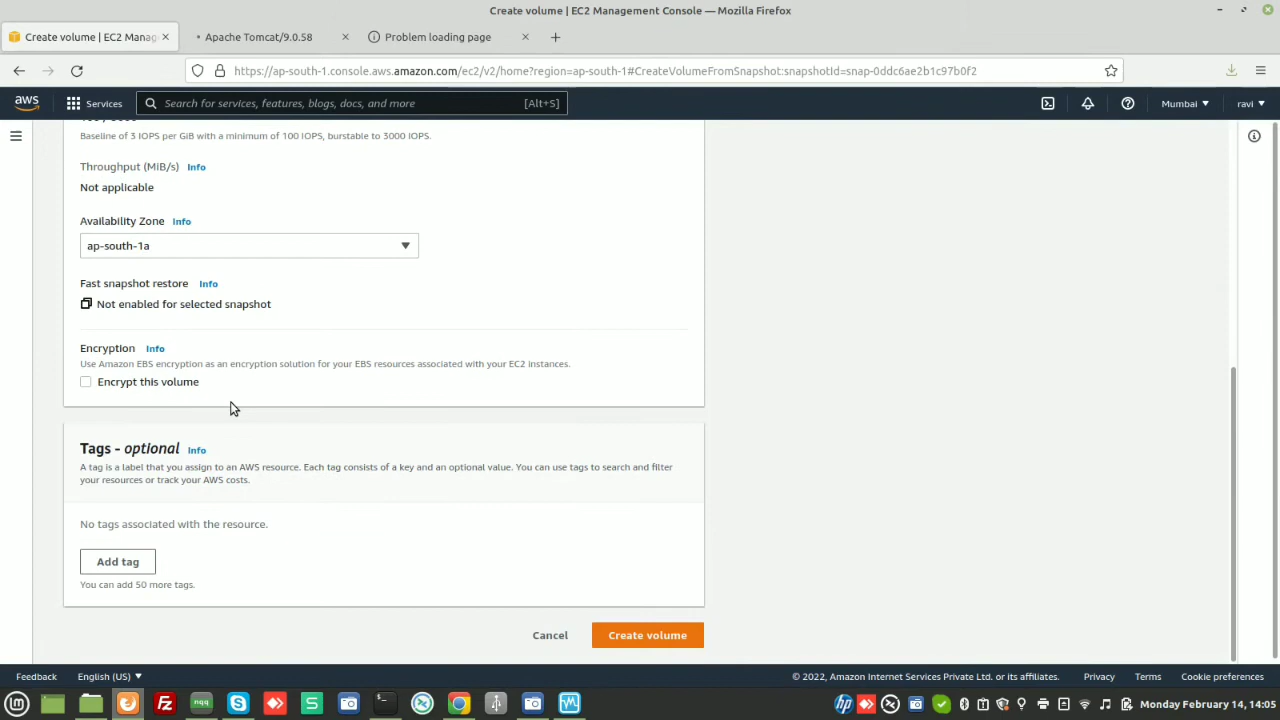 Create volume | EC2 Management Console — Mozilla Firefox
Create volume | EC2 Manag
Apache Tomcat/9.0.58
Problem loading page
https://ap-south-1.console.aws.amazon.com/ec2/v2/home?region=ap-south-1#CreateVolumeFromSnapshot:snapshotId=snap-0ddc6ae2b1c97b0f2
aws
Services
Search for services, features, blogs, docs, and more
[Alt+S]
Mumbai
ravi
Baseline of 3 IOPS per GiB with a minimum of 100 IOPS, burstable to 3000 IOPS.
Throughput (MiB/s) Info
Not applicable
Availability Zone Info
ap-south-1a
Fast snapshot restore Info
Not enabled for selected snapshot
Encryption Info
Use Amazon EBS encryption as an encryption solution for your EBS resources associated with your EC2 instances.
Encrypt this volume
Tags - optional Info
A tag is a label that you assign to an AWS resource. Each tag consists of a key and an optional value. You can use tags to search and filter
your resources or track your AWS costs.
No tags associated with the resource.
Add tag
You can add 50 more tags.
Cancel
Create volume
Feedback
English (US)
© 2022, Amazon Internet Services Private Ltd. or its affiliates.
Privacy
Terms
Cookie preferences
nqq
Monday February 14, 14:05